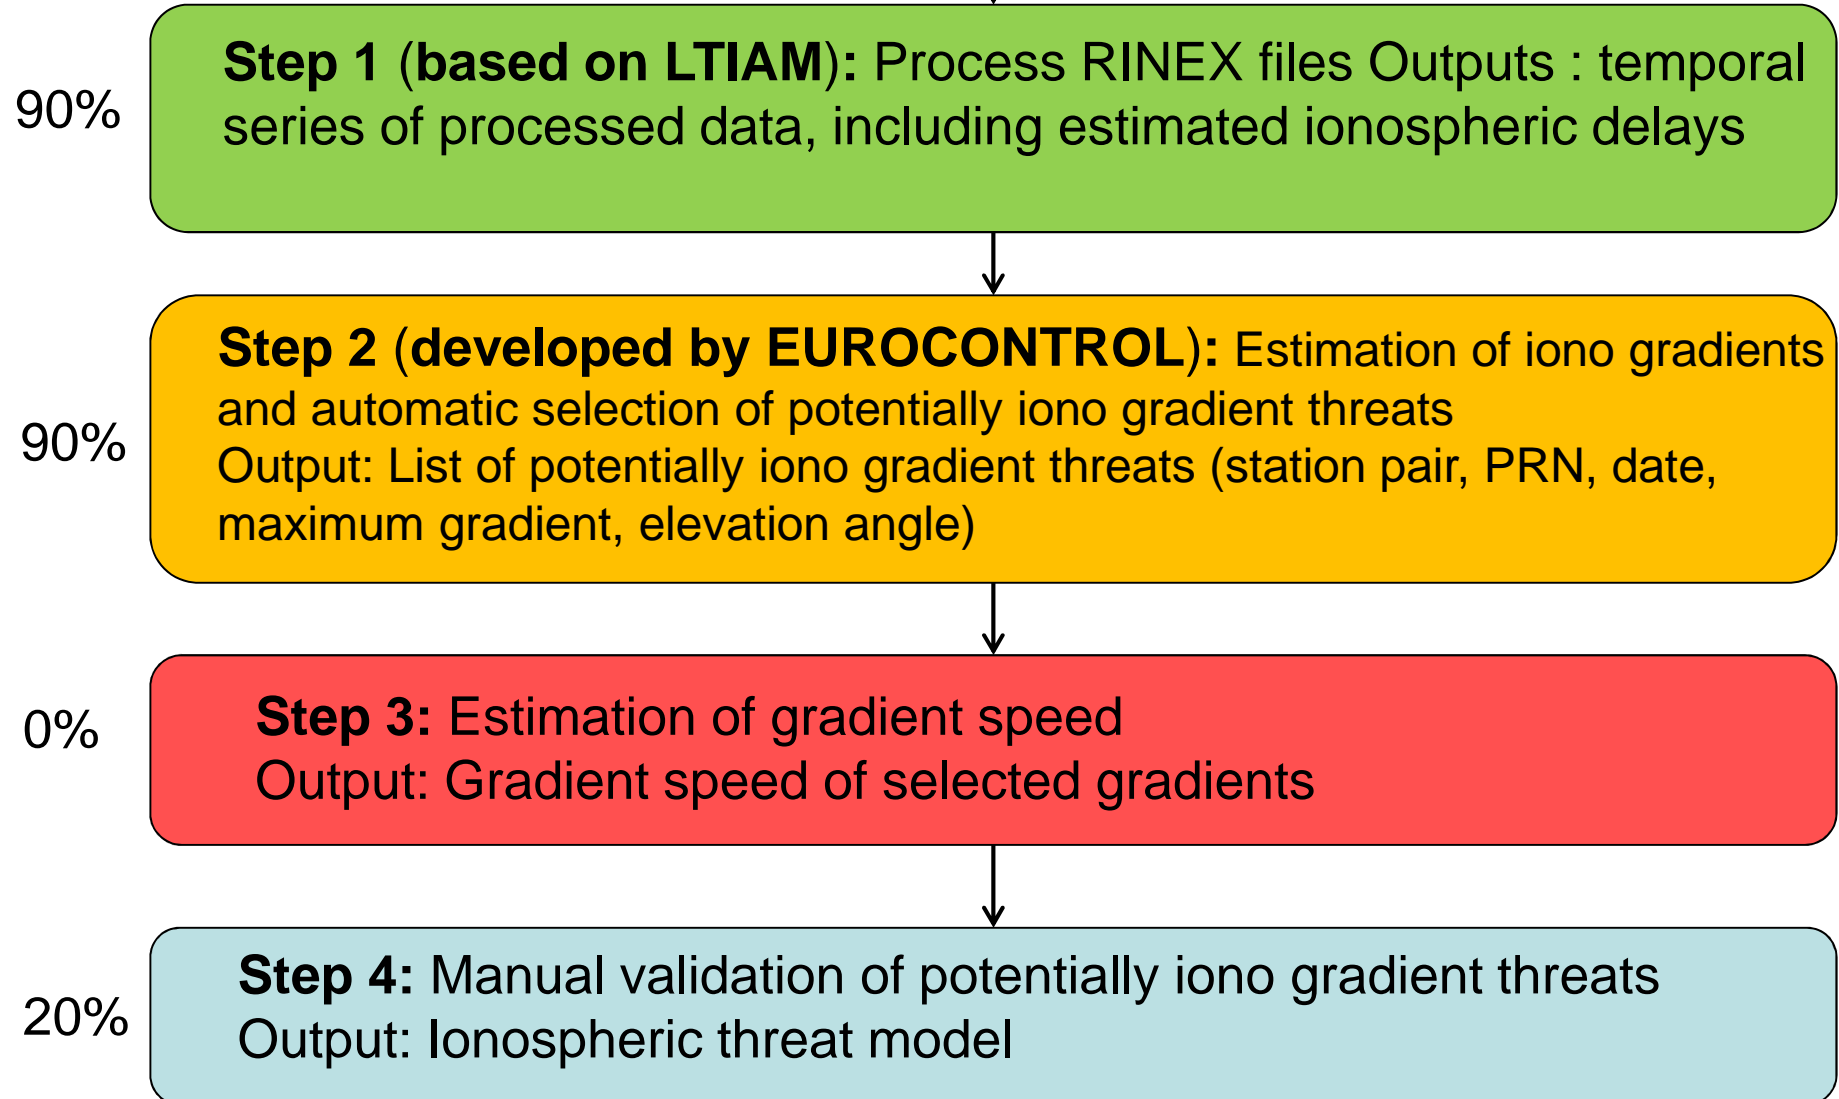 90%
Step 1 (based on LTIAM): Process RINEX files Outputs : temporal
series of processed data, including estimated ionospheric delays
90%
Step 2 (developed by EUROCONTROL): Estimation of iono gradients
and automatic selection of potentially iono gradient threats
Output: List of potentially iono gradient threats (station pair, PRN, date,
maximum gradient, elevation angle)
0%
Step 3: Estimation of gradient speed
Output: Gradient speed of selected gradients
20%
Step 4: Manual validation of potentially iono gradient threats
Output: Ionospheric threat model